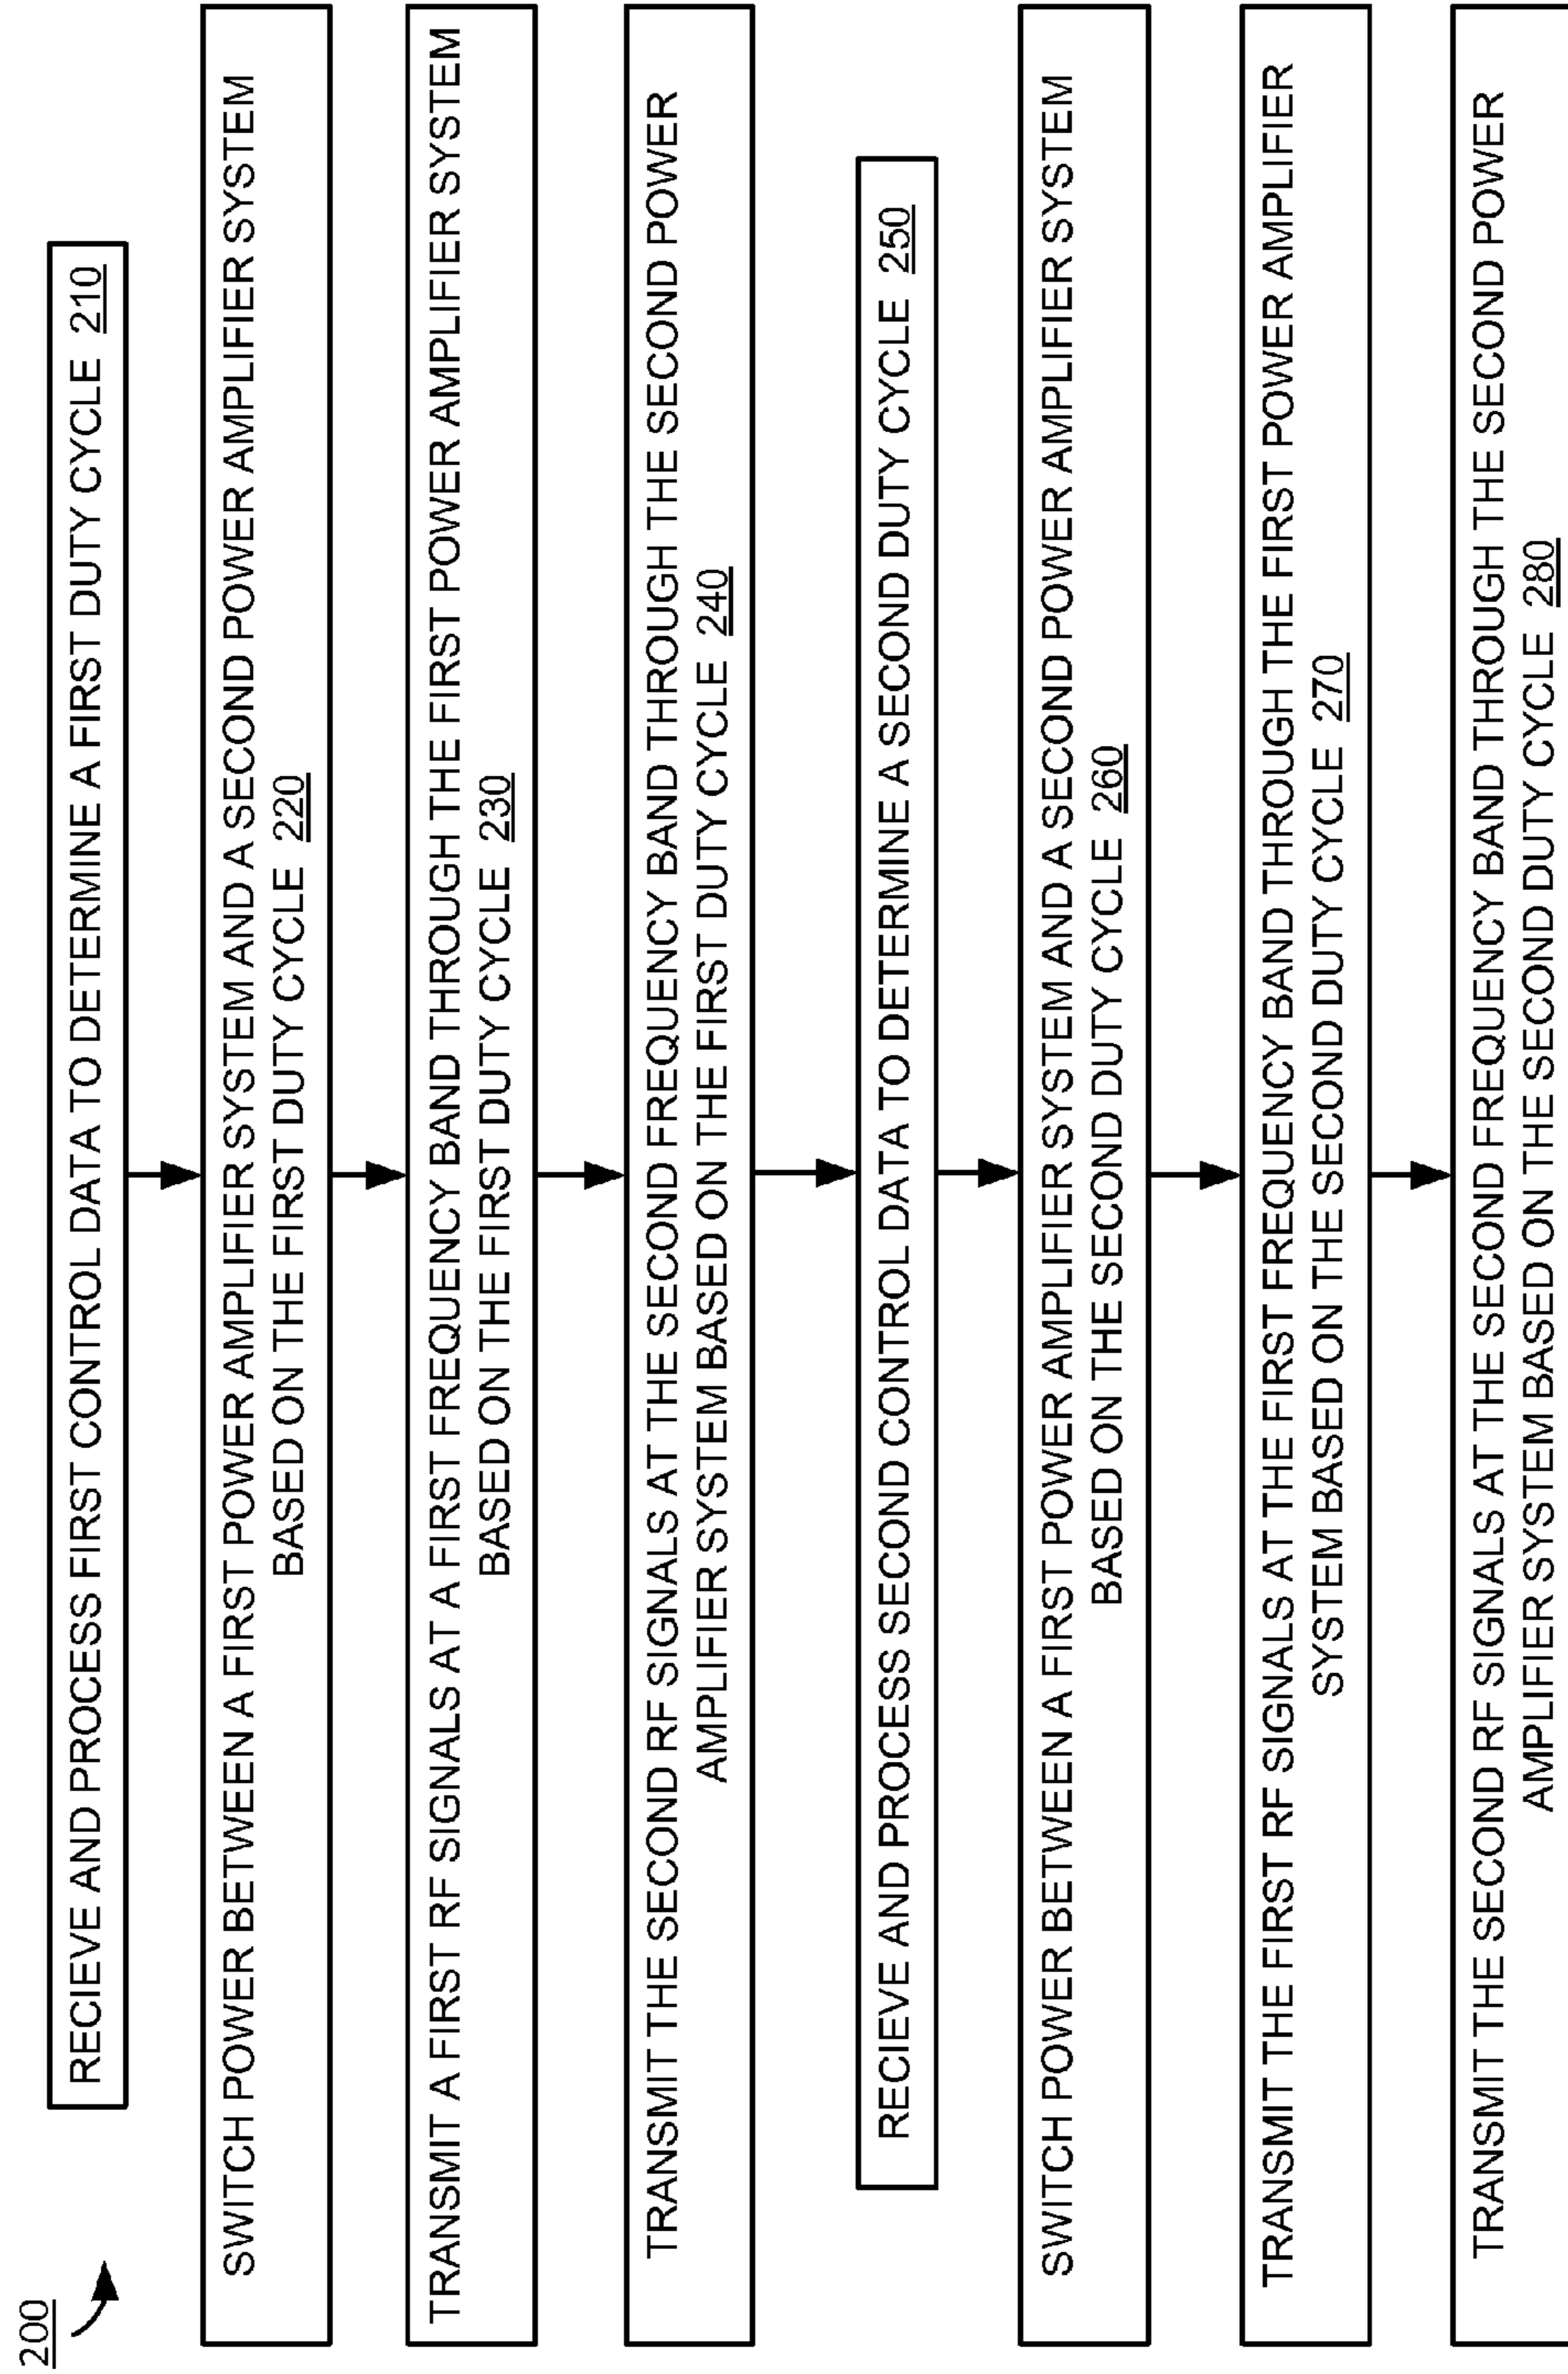 200
RECIEVE AND PROCESS FIRST CONTROL DATA TO DETERMINE A FIRST DUTY CYCLE 210
SWITCH POWER BETWEEN A FIRST POWER AMPLIFIER SYSTEM AND A SECOND POWER AMPLIFIER SYSTEM
BASED ON THE FIRST DUTY CYCLE 220
TRANSMIT A FIRST RF SIGNALS AT A FIRST FREQUENCY BAND THROUGH THE FIRST POWER AMPLIFIER SYSTEM
BASED ON THE FIRST DUTY CYCLE 230
TRANSMIT THE SECOND RF SIGNALS AT THE SECOND FREQUENCY BAND THROUGH THE SECOND POWER
AMPLIFIER SYSTEM BASED ON THE FIRST DUTY CYCLE 240
RECIEVE AND PROCESS SECOND CONTROL DATA TO DETERMINE A SECOND DUTY CYCLE 250
SWITCH POWER BETWEEN A FIRST POWER AMPLIFIER SYSTEM AND A SECOND POWER AMPLIFIER SYSTEM
BASED ON THE SECOND DUTY CYCLE 260
TRANSMIT THE FIRST RF SIGNALS AT THE FIRST FREQUENCY BAND THROUGH THE FIRST POWER AMPLIFIER
SYSTEM BASED ON THE SECOND DUTY CYCLE 270
TRANSMIT THE SECOND RF SIGNALS AT THE SECOND FREQUENCY BAND THROUGH THE SECOND POWER
AMPLIFIER SYSTEM BASED ON THE SECOND DUTY CYCLE 280